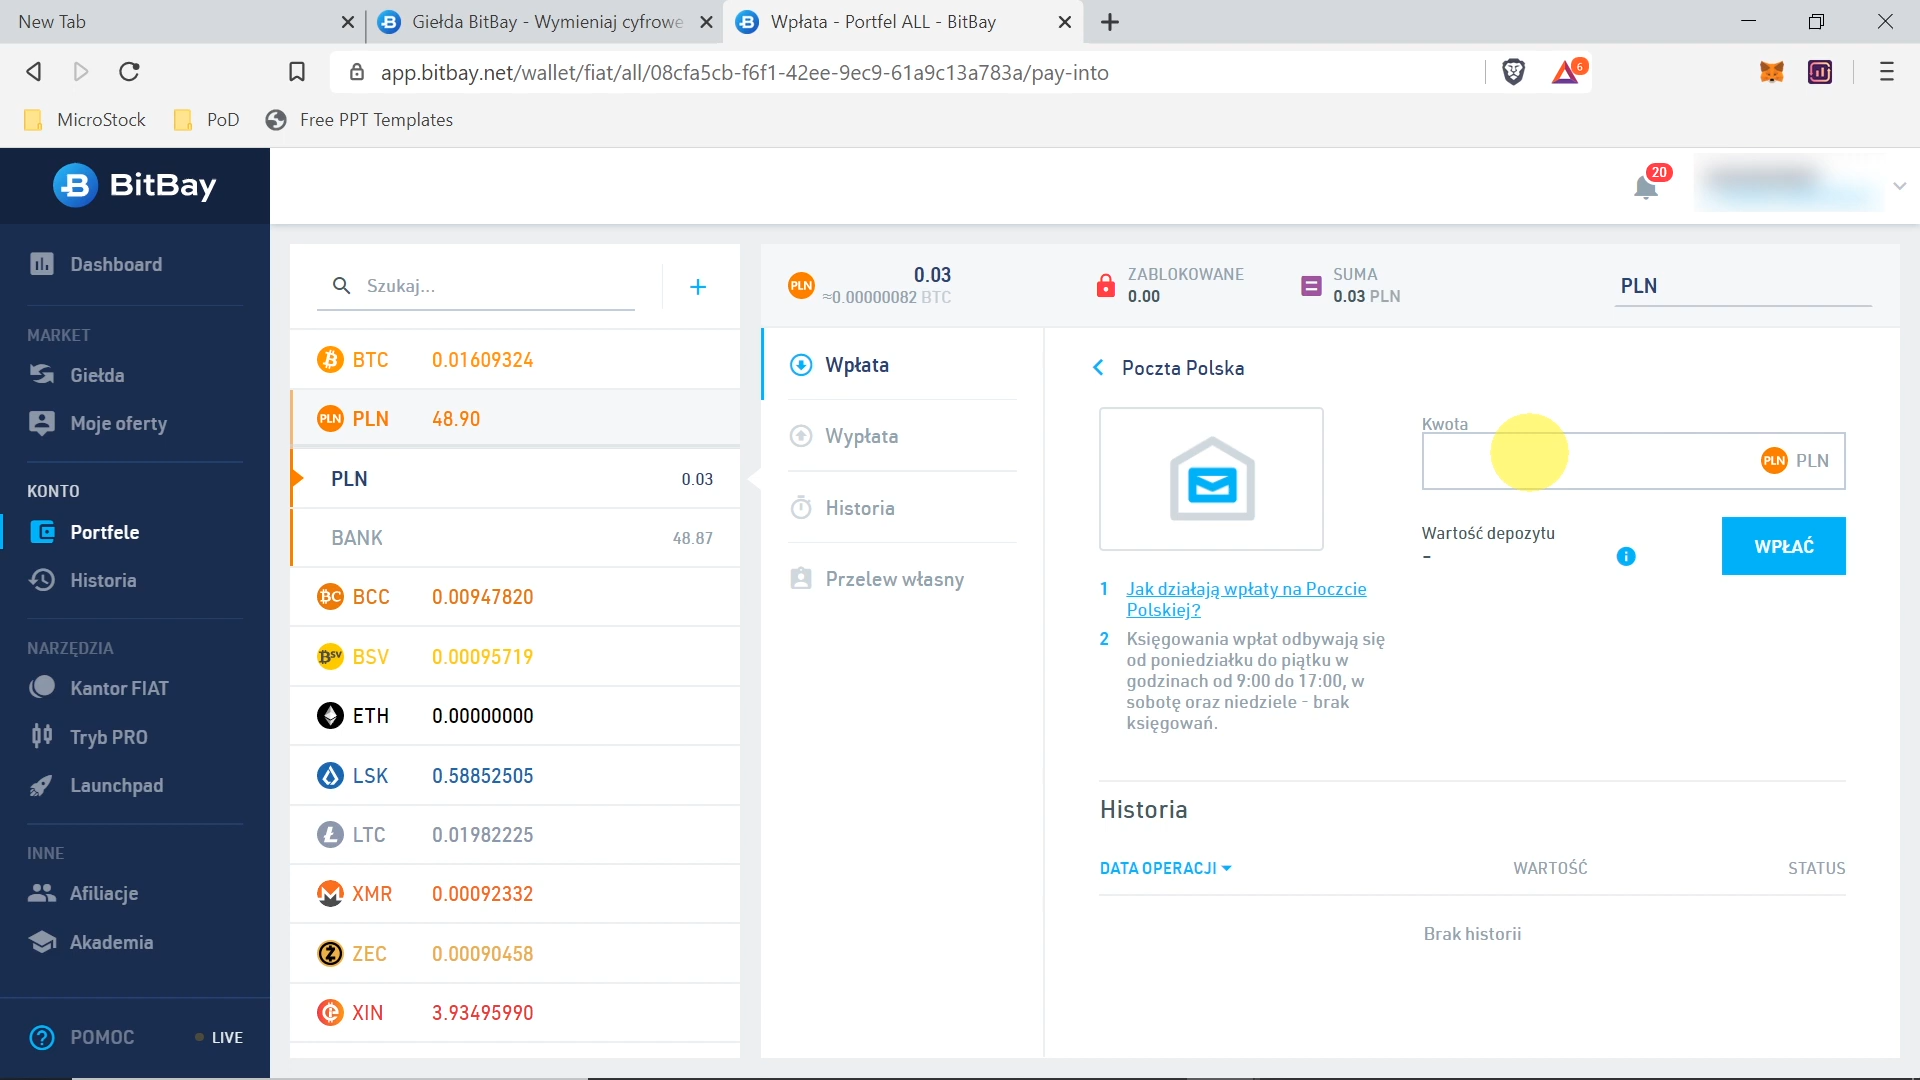 New Tab
Giełda BitBay - Wymieniaj cyfrowe
Wpłata - Portfel ALL - BitBay
app.bitbay.net/wallet/fiat/all/08cfa5cb-f6f1-42ee-9ec9-61a9c13a783a/pay-into
6
MicroStock
PoD
Free PPT Templates
BitBay
20
Dashboard
MARKET
Giełda
Moje oferty
KONTO
Portfele
Historia
NARZĘDZIA
Kantor FIAT
Tryb PRO
Launchpad
INNE
Afiliacje
Akademia
POMOC
LIVE
Szukaj...
+
BTC 0.01609324
PLN PLN 48.90
PLN 0.03
BANK 48.87
BCC 0.00947820
BSV BSV 0.00095719
ETH 0.00000000
LSK 0.58852505
LTC 0.01982225
XMR 0.00092332
ZEC 0.00090458
XIN 3.93495990
PLN 0.03
≈0.00000082 BTC
ZABLOKOWANE
0.00
SUMA
0.03 PLN
PLN
Wpłata
Wypłata
Historia
Przelew własny
Poczta Polska
Kwota
PLN PLN
Wartość depozytu
-
WPŁAĆ
1 Jak działają wpłaty na Poczcie
Polskiej?
2 Księgowania wpłat odbywają się
od poniedziałku do piątku w
godzinach od 9:00 do 17:00, w
sobotę oraz niedziele - brak
księgowań.
Historia
DATA OPERACJI WARTOŚĆ STATUS
Brak historii